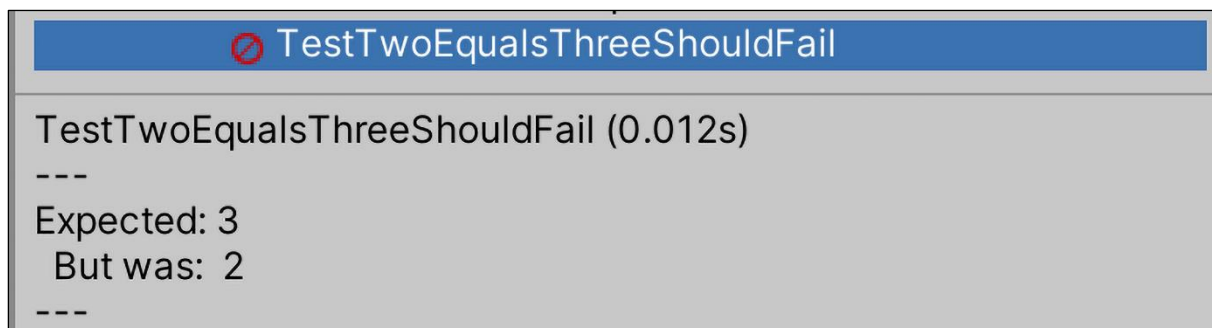 TestTwoEqualsThreeShouldFail
TestTwoEqualsThreeShouldFail (0.012s)
---
Expected: 3
But was: 2
---